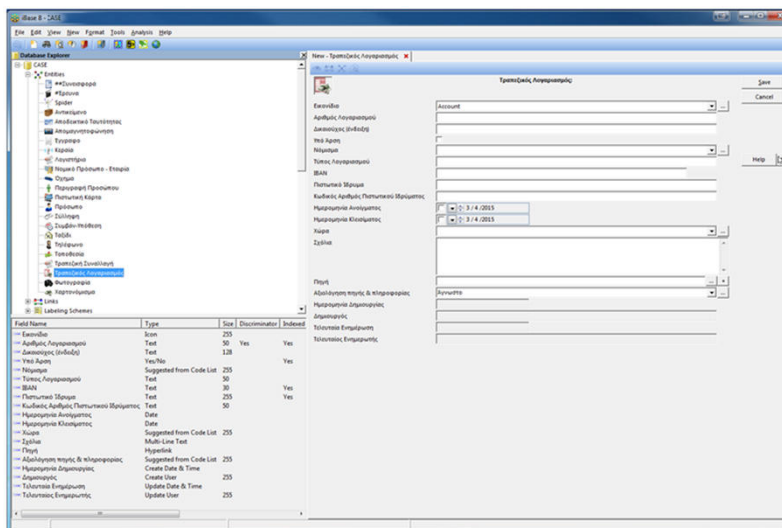 iBase 8 - CASE
File Edit View New Format Tools Analysis Help
Database Explorer
CASE
Entities
##Συνεισφορά
#Έρευνα
Spider
Αντικείμενο
Αποδεικτικό Ταυτότητας
Απομαγνητοφώνηση
Έγγραφο
Κεραία
Λογιστήριο
Νομικό Πρόσωπο - Εταιρία
Όχημα
Περιγραφή Προσώπου
Πιστωτική Κάρτα
Πρόσωπο
Σύλληψη
Συμβάν-Υπόθεση
Ταξίδι
Τηλέφωνο
Τοποθεσία
Τραπεζική Συναλλαγή
Τραπεζικός Λογαριασμός
Φωτογραφία
Χαρτονόμισμα
Links
Labeling Schemes
Field Name Type Size Discriminator Indexed
Εικονίδιο Icon 255
Αριθμός Λογαριασμού Text 50 Yes Yes
Δικαιούχος (ένδειξη) Text 128
Υπό Άρση Yes/No Yes
Νόμισμα Suggested from Code List 255
Τύπος Λογαριασμού Text 50
IBAN Text 30 Yes
Πιστωτικό Ίδρυμα Text 255 Yes
Κωδικός Αριθμός Πιστωτικού Ιδρύματος Text 50
Ημερομηνία Ανοίγματος Date
Ημερομηνία Κλεισίματος Date
Χώρα Suggested from Code List 255
Σχόλια Multi-Line Text
Πηγή Hyperlink
Αξιολόγηση πηγής & πληροφορίας Suggested from Code List 255
Ημερομηνία Δημιουργίας Create Date & Time
Δημιουργός Create User 255
Τελευταία Ενημέρωση Update Date & Time
Τελευταίος Ενημερωτής Update User 255
New - Τραπεζικός Λογαριασμός
Τραπεζικός Λογαριασμός:
Εικονίδιο Account
Αριθμός Λογαριασμού
Δικαιούχος (ένδειξη)
Υπό Άρση
Νόμισμα
Τύπος Λογαριασμού
IBAN
Πιστωτικό Ίδρυμα
Κωδικός Αριθμός Πιστωτικού Ιδρύματος
Ημερομηνία Ανοίγματος 3 / 4 /2015
Ημερομηνία Κλεισίματος 3 / 4 /2015
Χώρα
Σχόλια
Πηγή
Αξιολόγηση πηγής & πληροφορίας Άγνωστο
Ημερομηνία Δημιουργίας
Δημιουργός
Τελευταία Ενημέρωση
Τελευταίος Ενημερωτής
Save
Cancel
Help